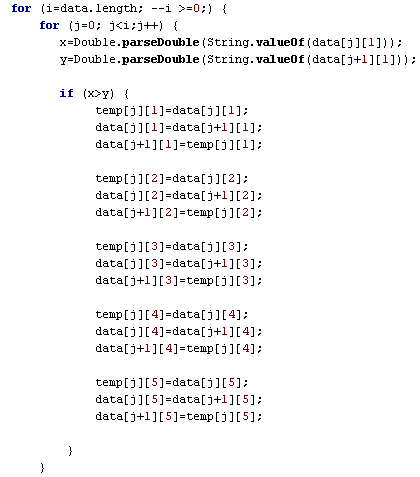 for (i=data.length; --i >=0;) {
for (j=0; j<i;j++) {
x=Double.parseDouble(String.valueOf(data[j][1]));
y=Double.parseDouble(String.valueOf(data[j+1][1]));
if (x>y) {
temp[j][1]=data[j][1];
data[j][1]=data[j+1][1];
data[j+1][1]=temp[j][1];
temp[j][2]=data[j][2];
data[j][2]=data[j+1][2];
data[j+1][2]=temp[j][2];
temp[j][3]=data[j][3];
data[j][3]=data[j+1][3];
data[j+1][3]=temp[j][3];
temp[j][4]=data[j][4];
data[j][4]=data[j+1][4];
data[j+1][4]=temp[j][4];
temp[j][5]=data[j][5];
data[j][5]=data[j+1][5];
data[j+1][5]=temp[j][5];
}
}